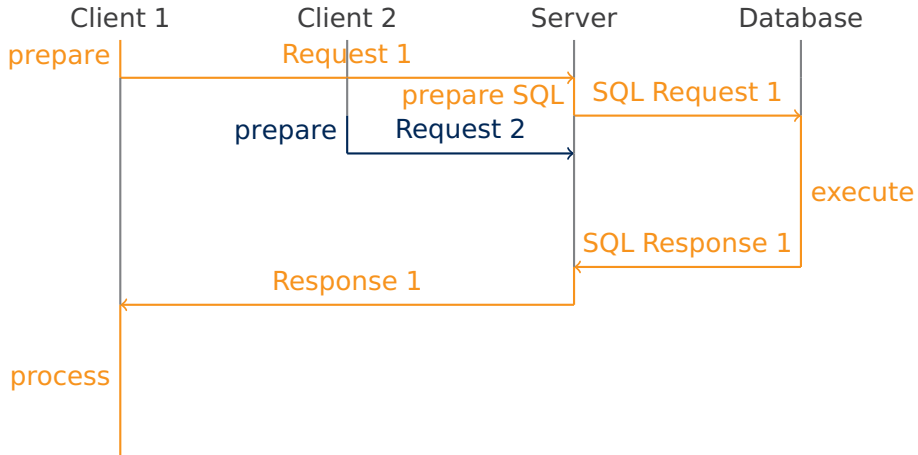 Client 1
Client 2
Server
Database
prepare
Request 1
prepare SQL
SQL Request 1
prepare
Request 2
execute
SQL Response 1
Response 1
process